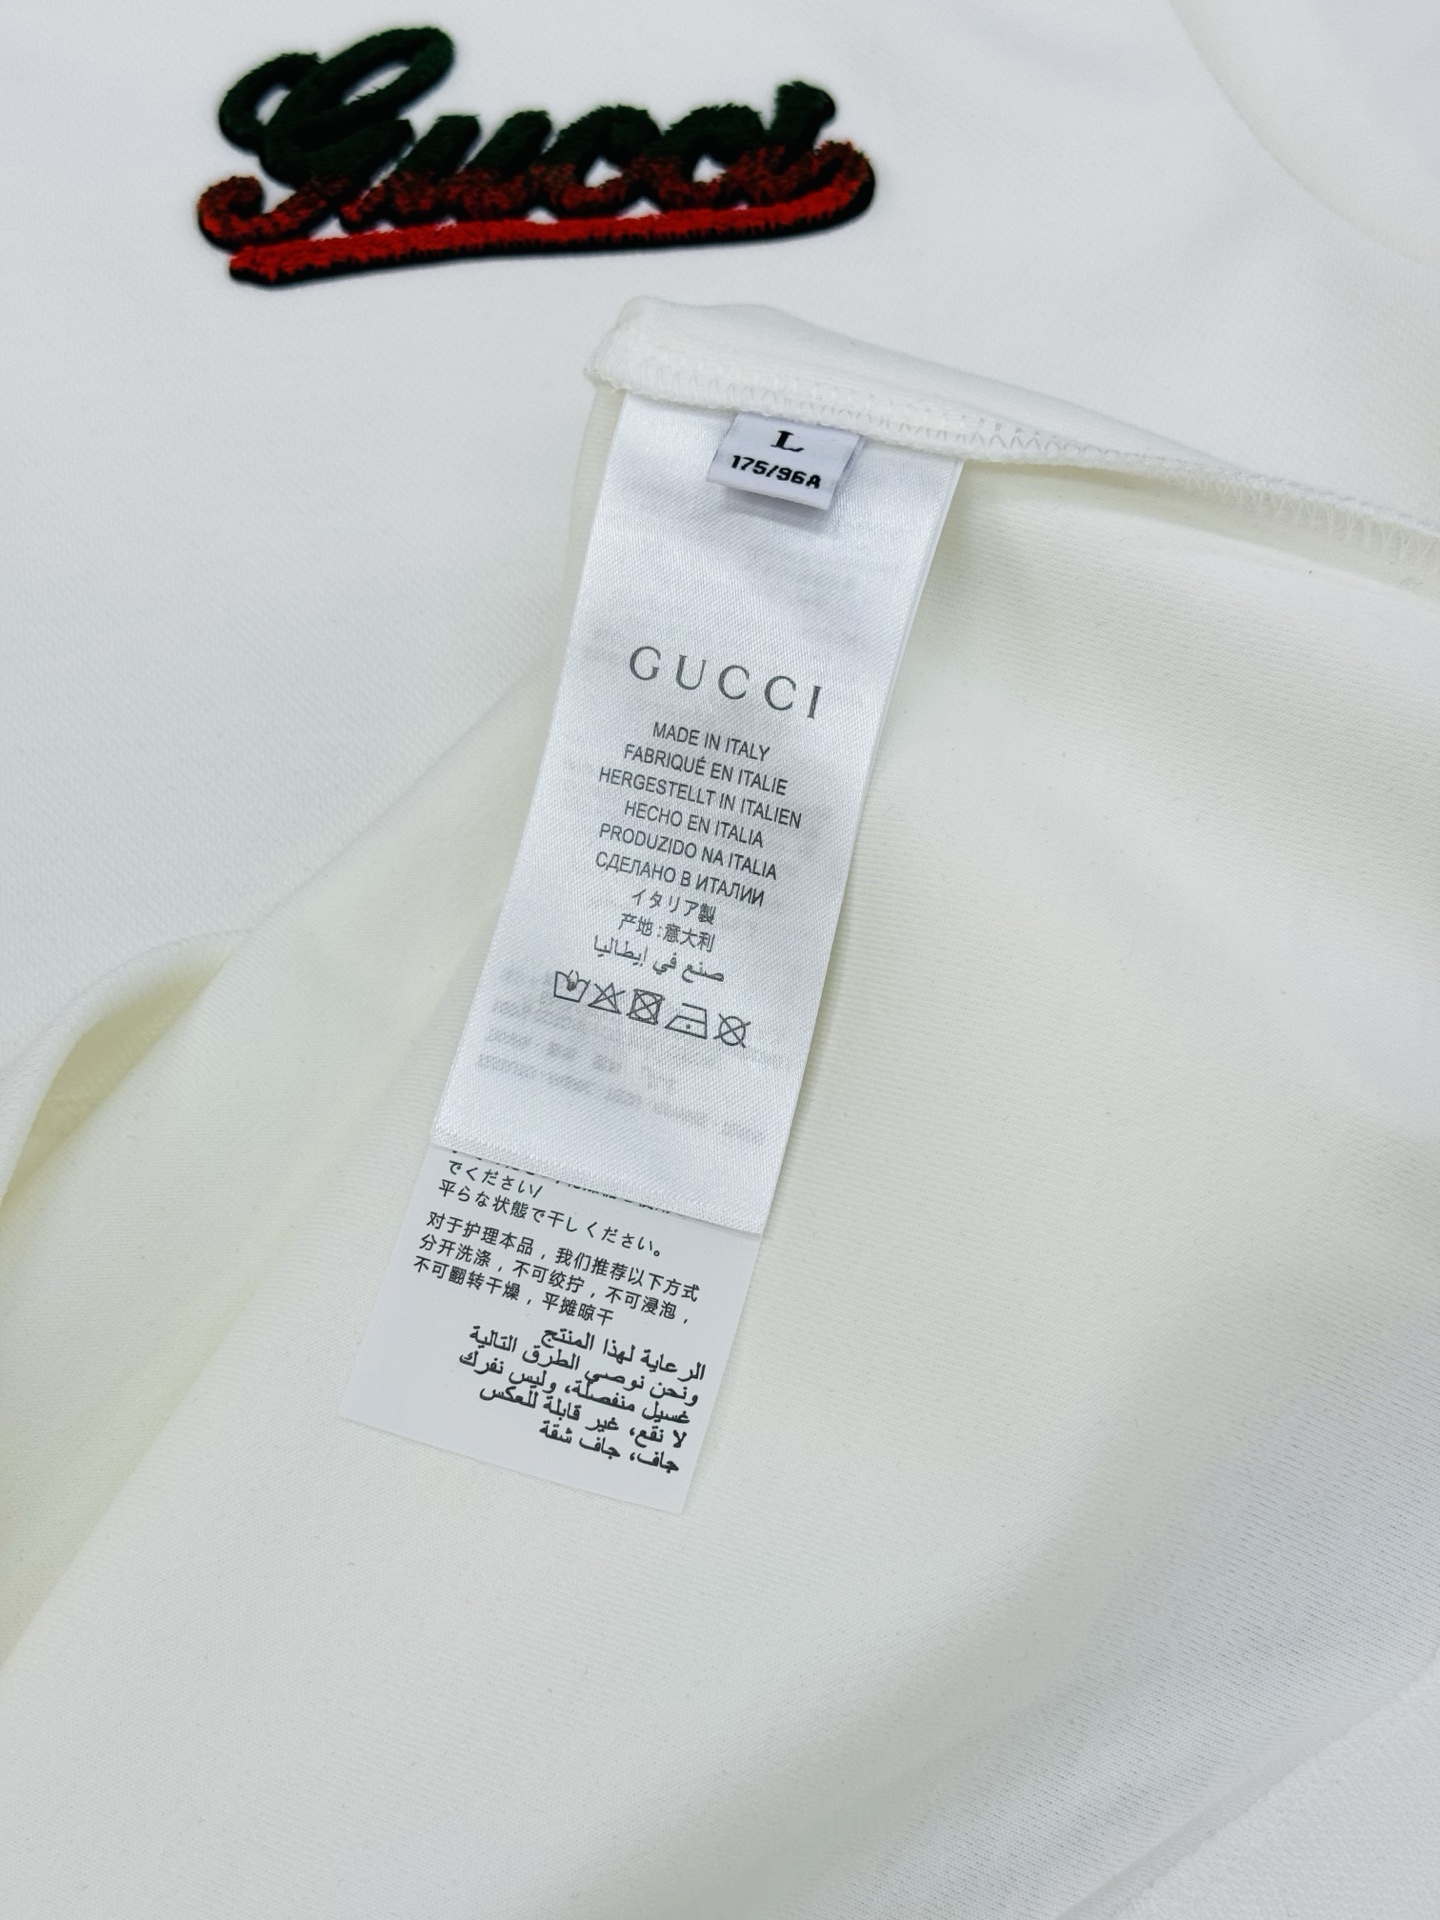 Gucci
L
175/96A
GUCCI
MADE IN ITALY
FABRIQUÉ EN ITALIE
HERGESTELLT IN ITALIEN
HECHO EN ITALIA
PRODUZIDO NA ITALIA
СДЕЛАНО В ИТАЛИИ
イタリア製
产地:意大利
صنع في إيطاليا
でください/
平らな状態で干しください。
对于护理本品,我们推荐以下方式
分开洗涤,不可绞拧,不可浸泡,
不可翻转干燥,平摊晾干
الرعاية لهذا المنتج
ونحن نوصي الطرق التالية
غسيل منفصلة، وليس نفرك
لا نقع، غير قابلة للعكس
جاف، جاف شقة